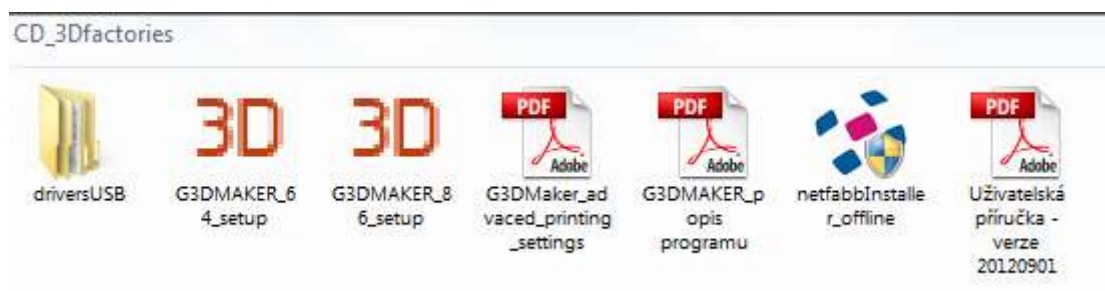 CD_3Dfactories
PDF
PDF
PDF
3D
3D
Adobe
Adobe
Adobe
driversUSB
G3DMAKER_6
4_setup
G3DMAKER_8
6_setup
G3DMaker_ad
vaced_printing
_settings
G3DMAKER_p
opis
programu
netfabbInstalle
r_offline
Uživatelská
příručka -
verze
20120901